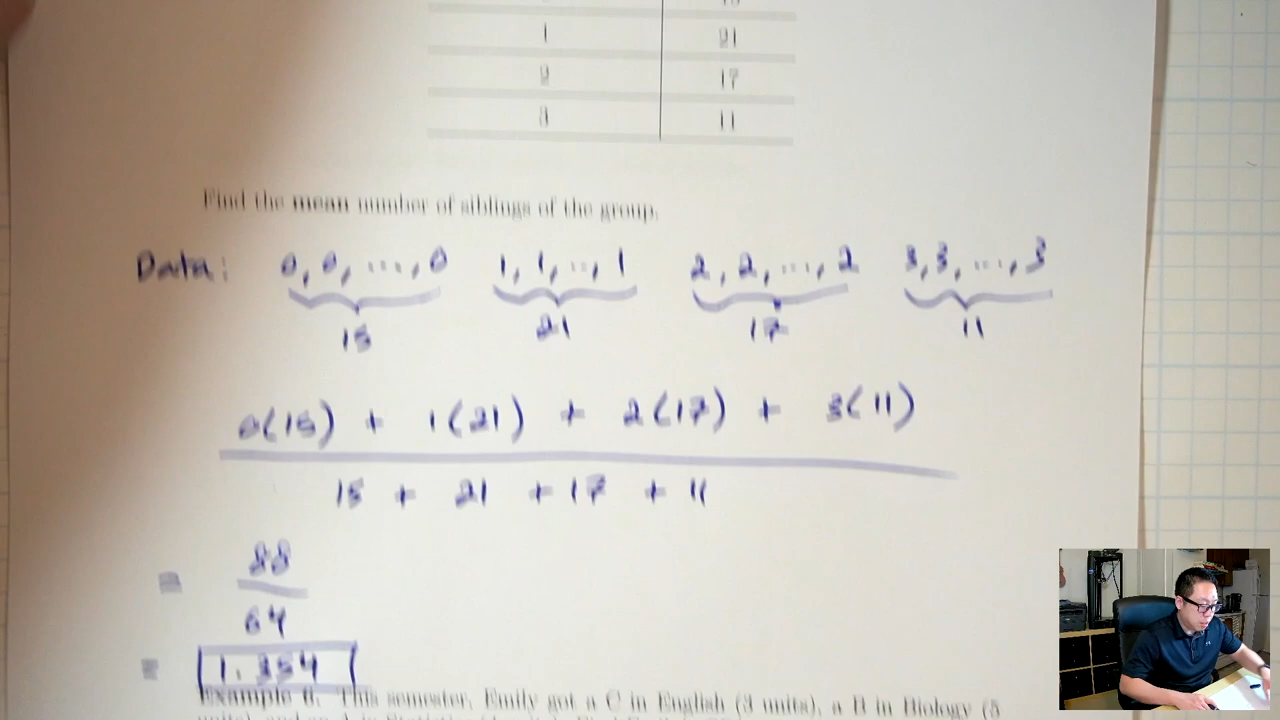 1 21
2 17
3 11
Find the mean number of siblings of the group.
Data: 0, 0, ..., 0 1, 1, .., 1 2, 2, ..., 2 3, 3, ..., 3
15 21 17 11
0(15) + 1(21) + 2(17) + 3(11)
15 + 21 + 17 + 11
= 88
64
= 1.354
Example 6. This semester, Emily got a C in English (3 units), a B in Biology (5